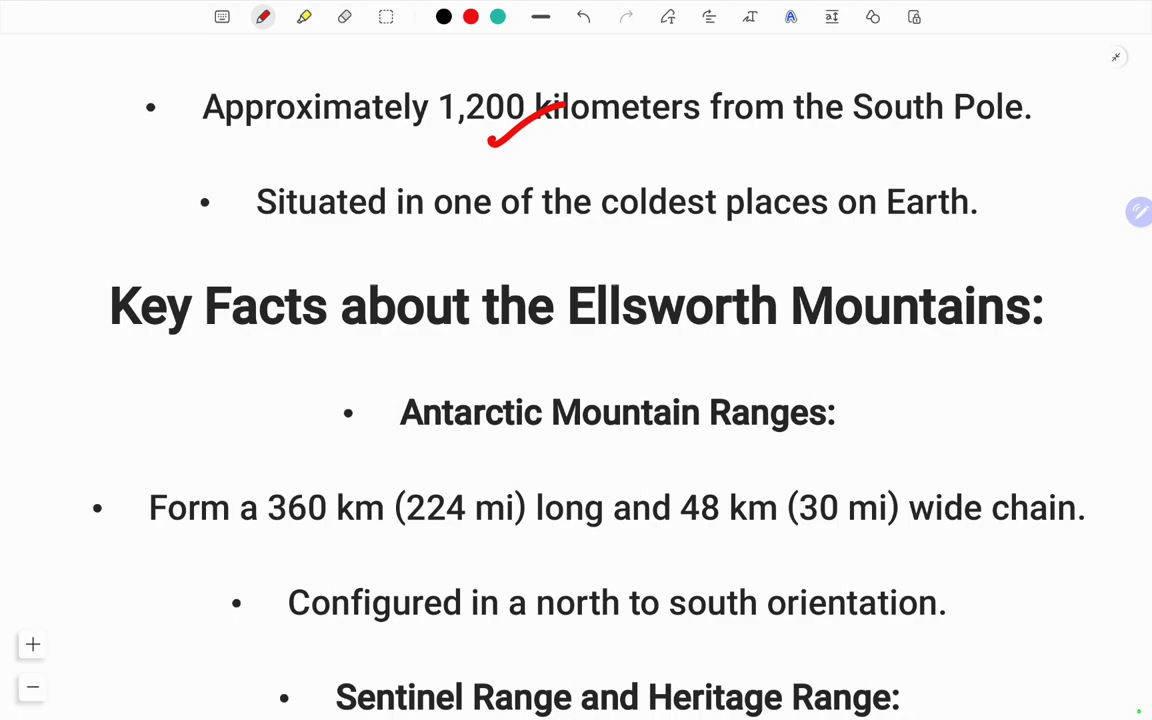 • Approximately 1,200 kilometers from the South Pole.
• Situated in one of the coldest places on Earth.
Key Facts about the Ellsworth Mountains:
• Antarctic Mountain Ranges:
• Form a 360 km (224 mi) long and 48 km (30 mi) wide chain.
• Configured in a north to south orientation.
• Sentinel Range and Heritage Range: